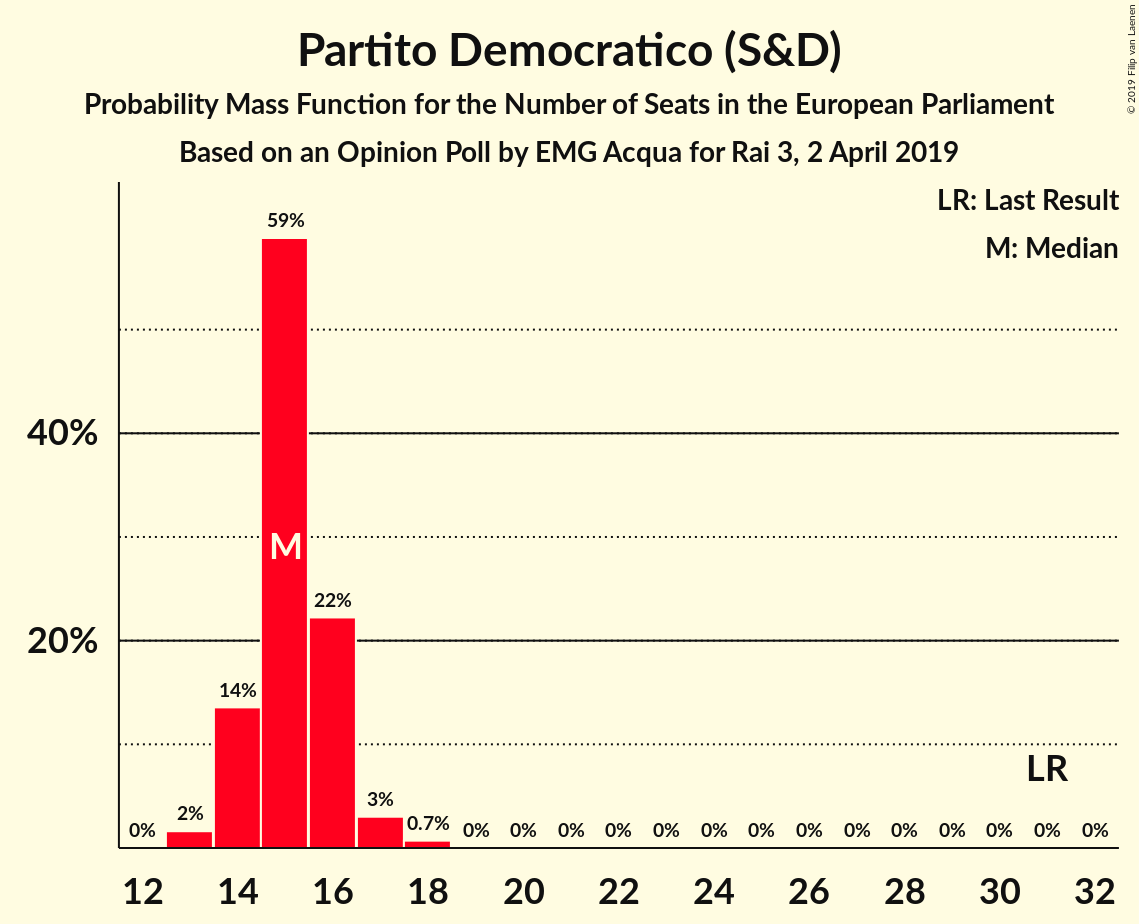 © 2019 Filip van Laenen
Partito Democratico (S&D)
Probability Mass Function for the Number of Seats in the European Parliament
Based on an Opinion Poll by EMG Acqua for Rai 3, 2 April 2019
LR: Last Result
M: Median
59%
40%
M
22%
20%
14%
LR
0% 2% 3% 0.7% 0% 0% 0% 0% 0% 0% 0% 0% 0% 0% 0% 0% 0% 0%
12 14 16 18 20 22 24 26 28 30 32